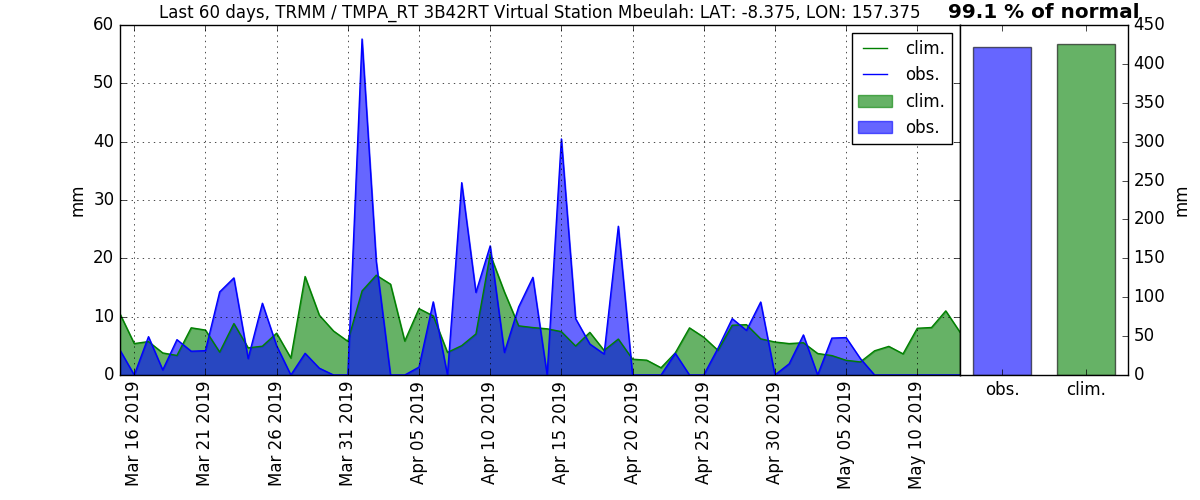 Last 60 days, TRMM / TMPA_RT 3B42RT Virtual Station Mbeulah: LAT: -8.375, LON: 157.375
99.1 % of normal
60
50
40
30
20
10
0
mm
clim.
obs.
clim.
obs.
450
400
350
300
250
200
150
100
50
0
mm
obs.
clim.
Mar 16 2019
Mar 21 2019
Mar 26 2019
Mar 31 2019
Apr 05 2019
Apr 10 2019
Apr 15 2019
Apr 20 2019
Apr 25 2019
Apr 30 2019
May 05 2019
May 10 2019